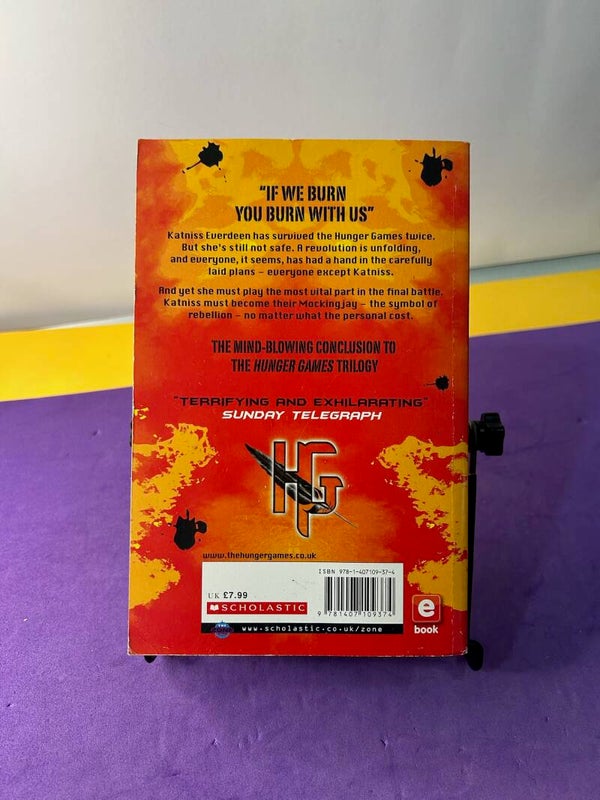 "IF WE BURN
YOU BURN WITH US"
Katniss Everdeen has survived the Hunger Games twice.
But she's still not safe. A revolution is unfolding,
and everyone, it seems, has had a hand in the carefully
laid plans – everyone except Katniss.
And yet she must play the most vital part in the final battle.
Katniss must become their Mockingjay – the symbol of
rebellion – no matter what the personal cost.
THE MIND-BLOWING CONCLUSION TO
THE HUNGER GAMES TRILOGY
"TERRIFYING AND EXHILARATING"
SUNDAY TELEGRAPH
HG
www.thehungergames.co.uk
ISBN 978-1-407109-37-4
UK £7.99
SCHOLASTIC
9 781407 109374
www.scholastic.co.uk/zone
e
book